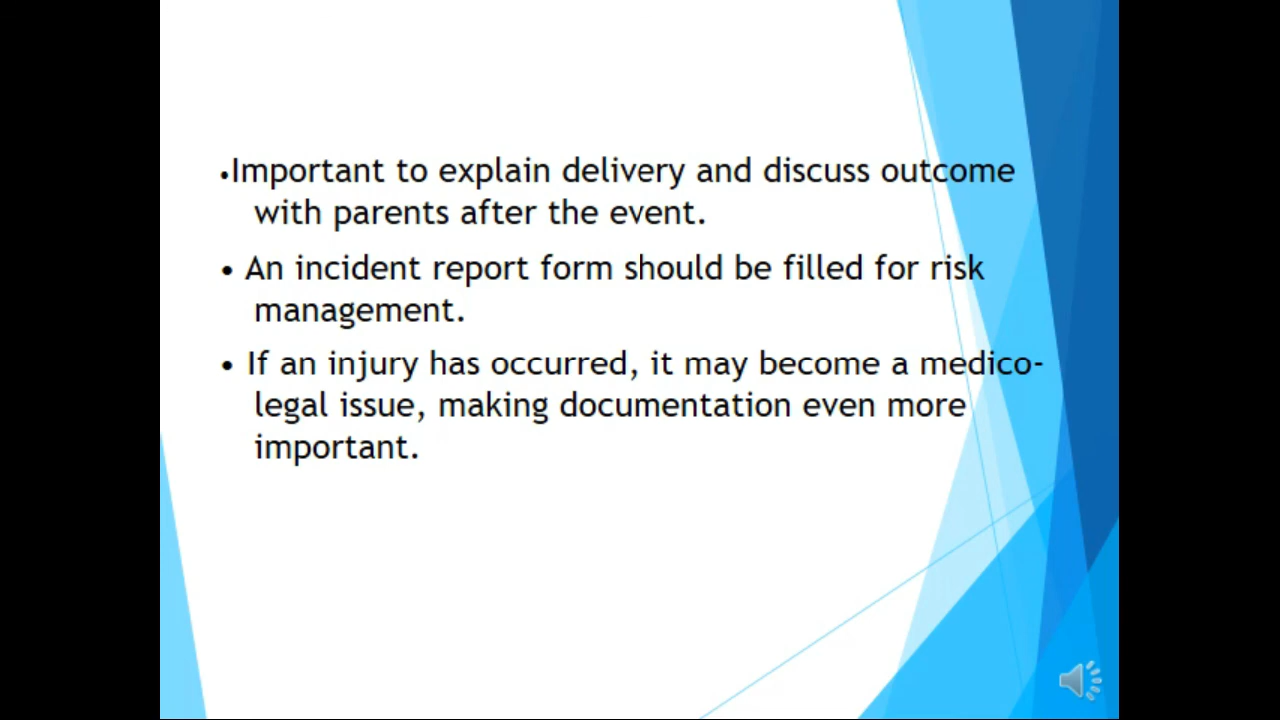 •Important to explain delivery and discuss outcome
with parents after the event.
• An incident report form should be filled for risk
management.
• If an injury has occurred, it may become a medico-
legal issue, making documentation even more
important.